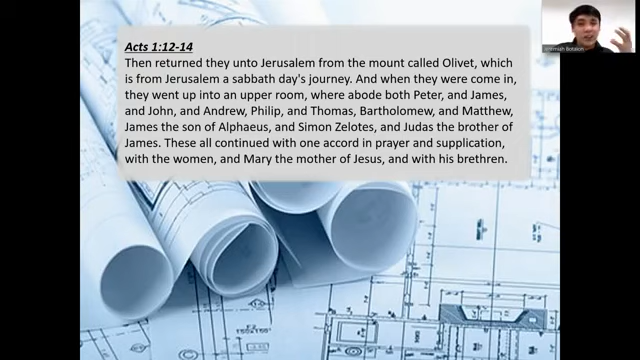 Acts 1:12-14
Then returned they unto Jerusalem from the mount called Olivet, which
is from Jerusalem a sabbath day's journey. And when they were come in,
they went up into an upper room, where abode both Peter, and James,
and John, and Andrew, Philip, and Thomas, Bartholomew, and Matthew,
James the son of Alphaeus, and Simon Zelotes, and Judas the brother of
James. These all continued with one accord in prayer and supplication,
with the women, and Mary the mother of Jesus, and with his brethren.